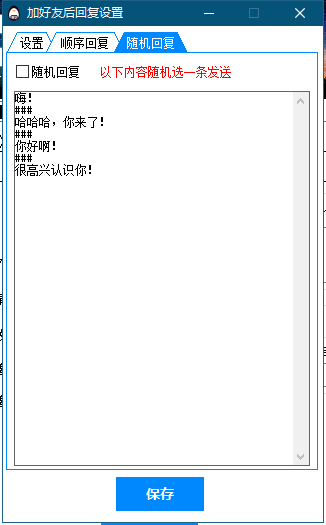 加好友后回复设置
设置 顺序回复 随机回复
随机回复 以下内容随机选一条发送
嗨!
###
哈哈哈，你来了!
###
你好啊!
###
很高兴认识你!
保存